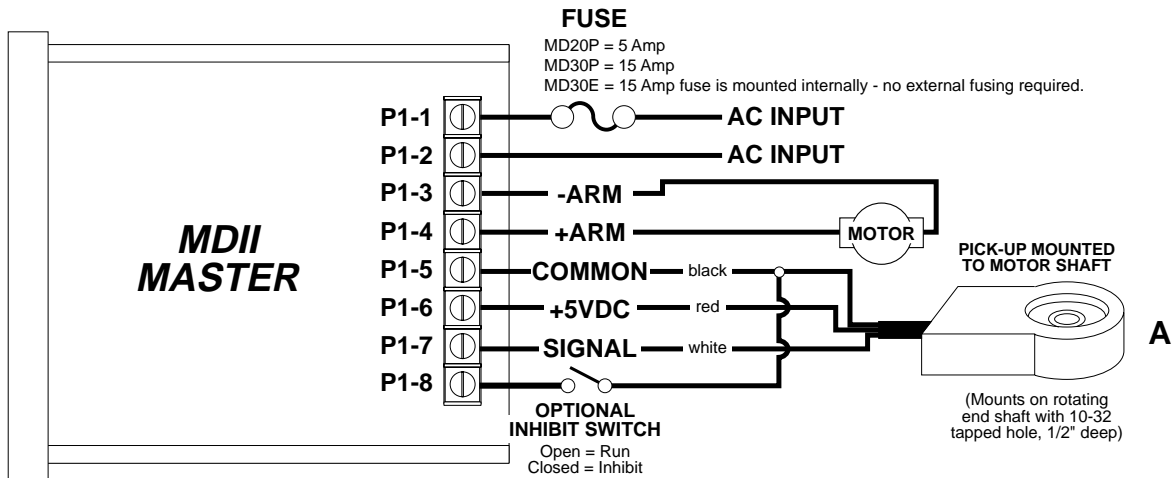 FUSE
MD20P = 5 Amp
MD30P = 15 Amp
MD30E = 15 Amp fuse is mounted internally - no external fusing required.
P1-1 AC INPUT
P1-2 AC INPUT
P1-3 -ARM
P1-4 +ARM MOTOR
P1-5 COMMON black
P1-6 +5VDC red
P1-7 SIGNAL white
P1-8
MDII
MASTER
PICK-UP MOUNTED
TO MOTOR SHAFT
A
(Mounts on rotating
end shaft with 10-32
tapped hole, 1/2" deep)
OPTIONAL
INHIBIT SWITCH
Open = Run
Closed = Inhibit